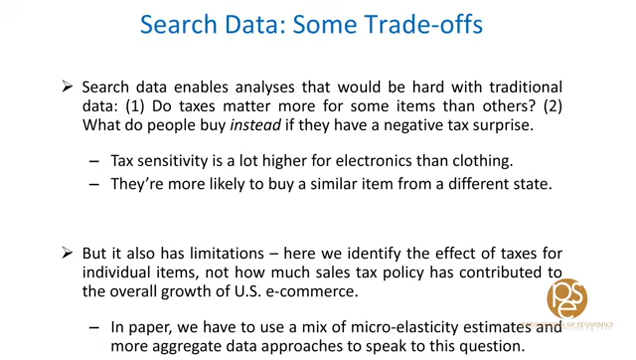 Search Data: Some Trade-offs
➢ Search data enables analyses that would be hard with traditional
data: (1) Do taxes matter more for some items than others? (2)
What do people buy instead if they have a negative tax surprise.
– Tax sensitivity is a lot higher for electronics than clothing.
– They're more likely to buy a similar item from a different state.
➢ But it also has limitations – here we identify the effect of taxes for
individual items, not how much sales tax policy has contributed to
the overall growth of U.S. e-commerce.
– In paper, we have to use a mix of micro-elasticity estimates and
more aggregate data approaches to speak to this question.
OF ECONOMICS